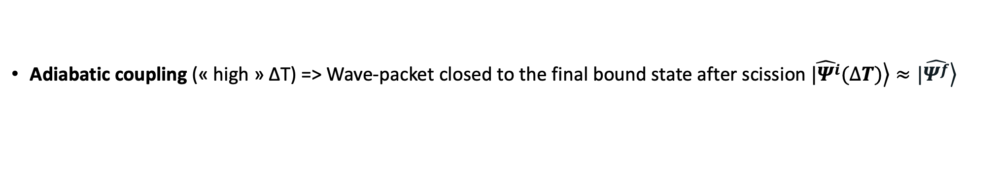 • Adiabatic coupling (« high » ΔT) => Wave-packet closed to the final bound state after scission |Ψ̂ⁱ(ΔT)⟩ ≈ |Ψ̂ᶠ⟩